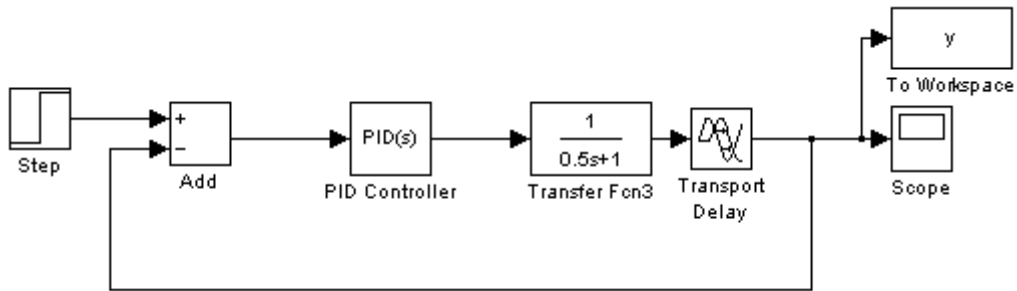 y
To Workspace
+
−
Step
Add
PID(s)
PID Controller
1
0.5s+1
Transfer Fcn3
Transport
Delay
Scope